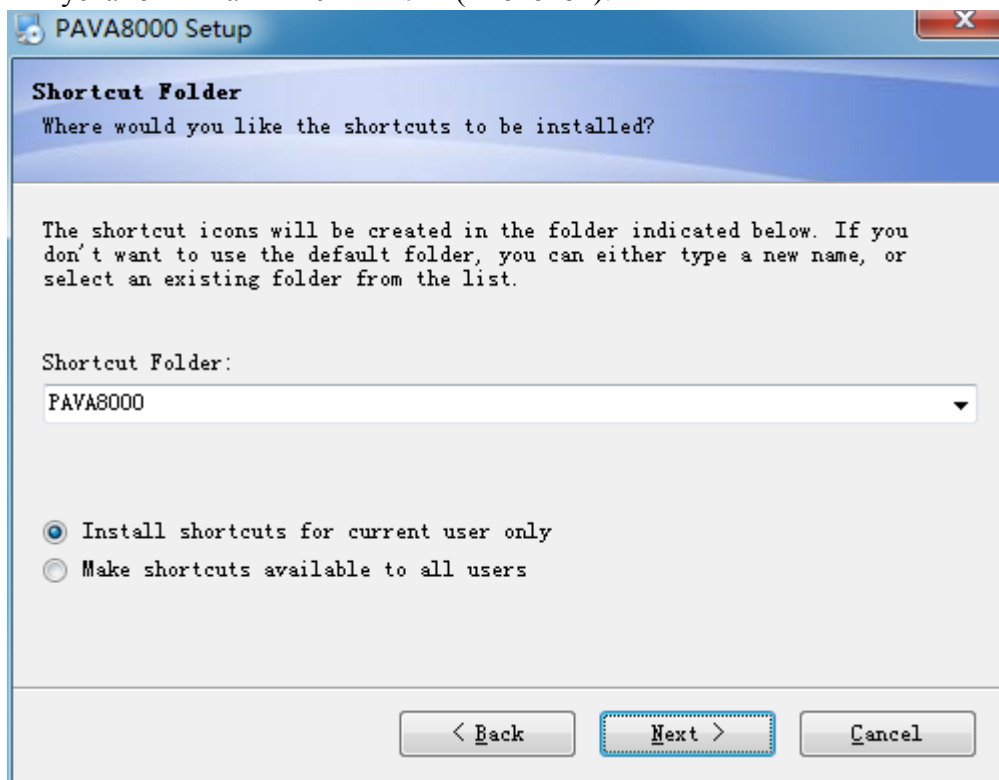 PAVA8000 Setup
Shortcut Folder
Where would you like the shortcuts to be installed?
The shortcut icons will be created in the folder indicated below. If you
don't want to use the default folder, you can either type a new name, or
select an existing folder from the list.
Shortcut Folder:
PAVA8000
Install shortcuts for current user only
Make shortcuts available to all users
< Back
Next >
Cancel